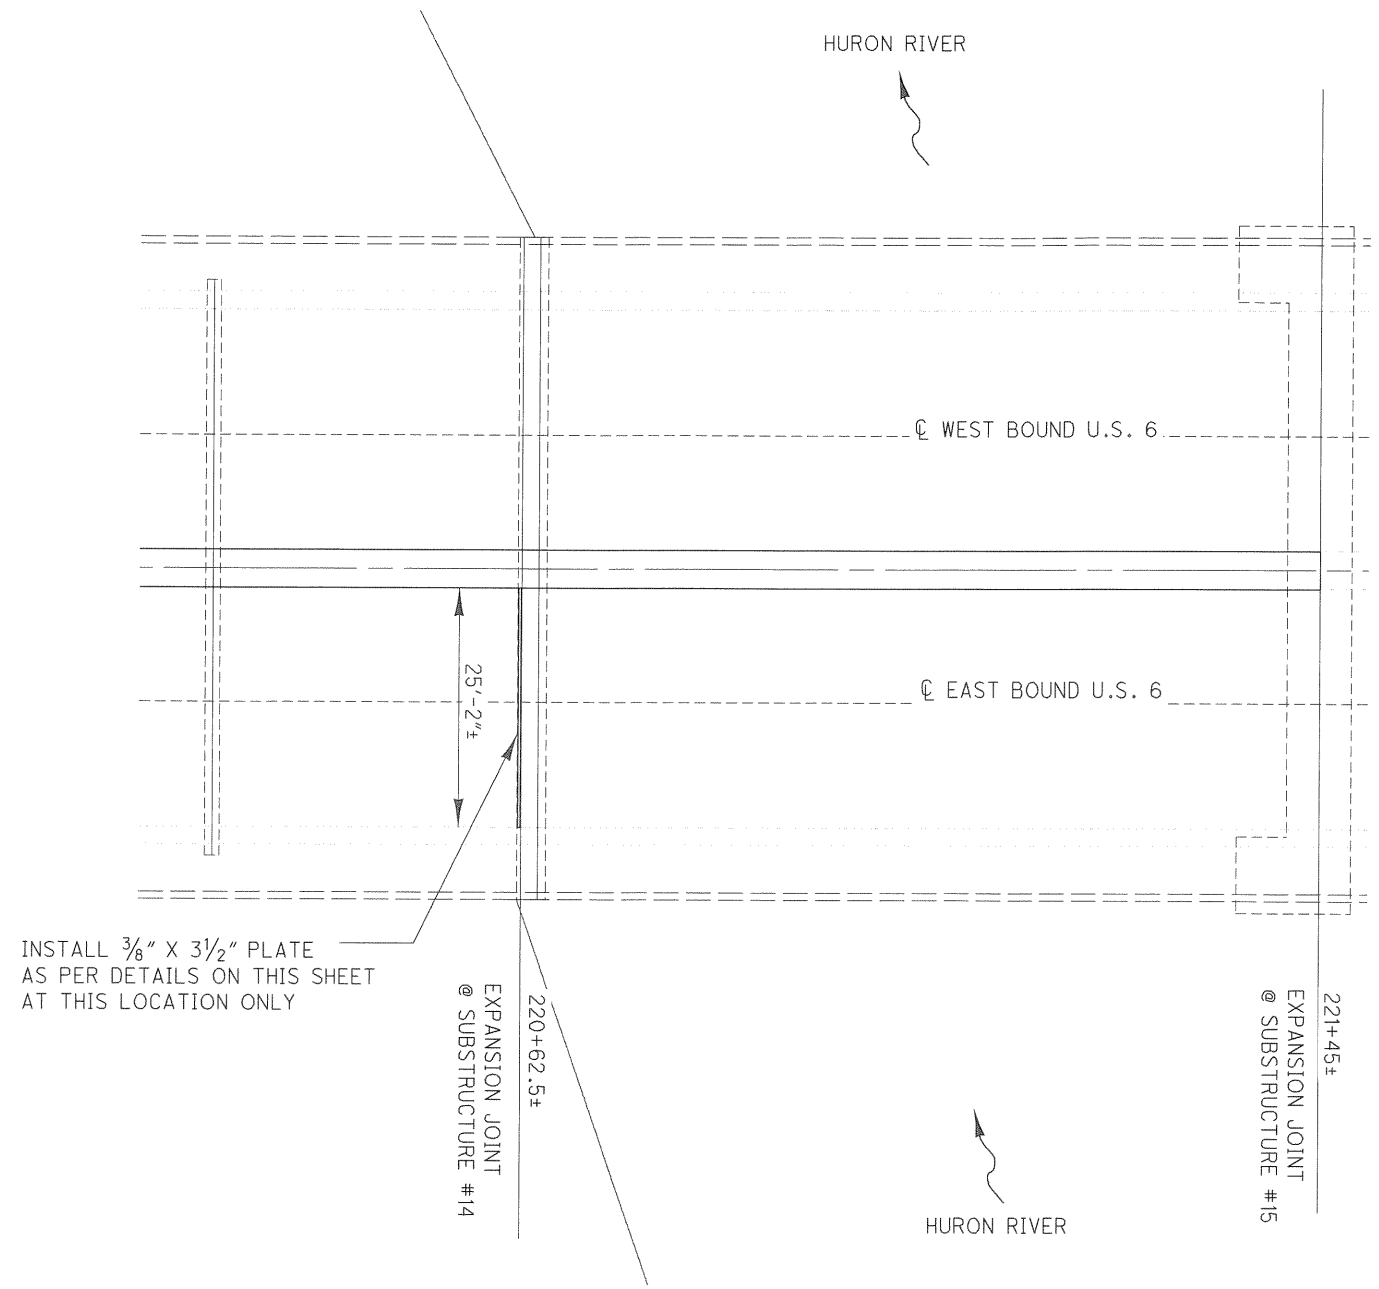 HURON RIVER
℄ WEST BOUND U.S. 6
25'-2"±
℄ EAST BOUND U.S. 6
INSTALL 3/8" X 3 1/2" PLATE
AS PER DETAILS ON THIS SHEET
AT THIS LOCATION ONLY
220+62.5±
EXPANSION JOINT
@ SUBSTRUCTURE #14
221+45±
EXPANSION JOINT
@ SUBSTRUCTURE #15
HURON RIVER